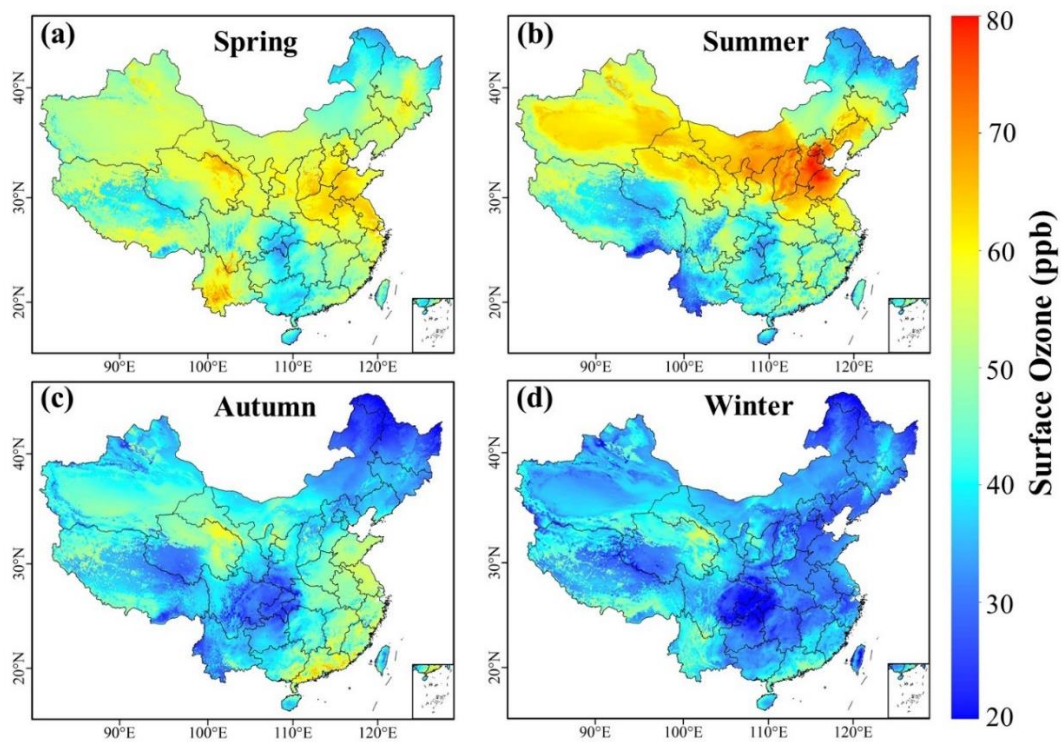 (a) Spring
(b) Summer
40°N
30°N
20°N
90°E 100°E 110°E 120°E
90°E 100°E 110°E 120°E
(c) Autumn
(d) Winter
40°N
30°N
20°N
90°E 100°E 110°E 120°E
90°E 100°E 110°E 120°E
80
70
60
50
40
30
20
Surface Ozone (ppb)
40°N
30°N
20°N
40°N
30°N
20°N